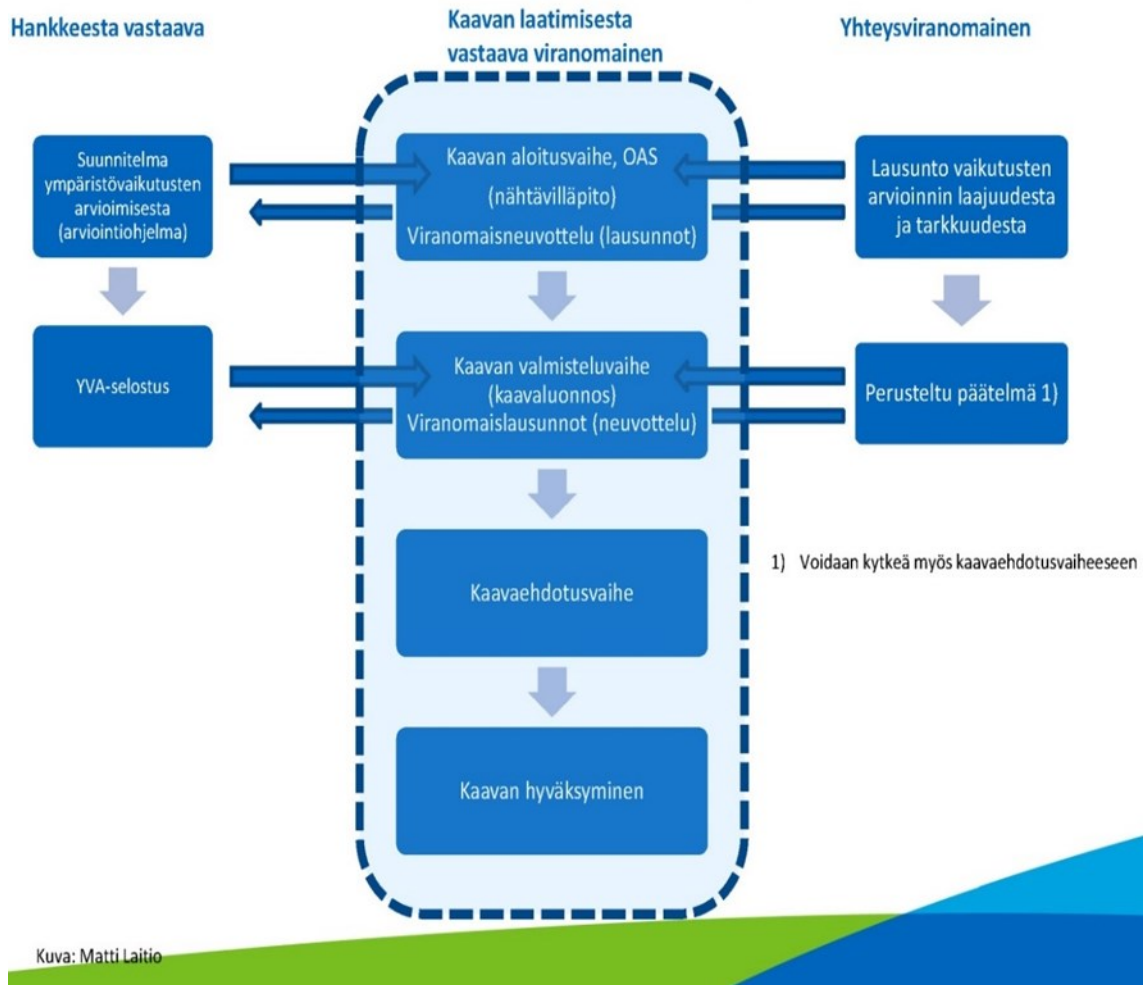 Hankkeesta vastaava
Kaavan laatimisesta
vastaava viranomainen
Yhteysviranomainen
Suunnitelma
ympäristövaikutusten
arvioimisesta
(arviointiohjelma)
Kaavan aloitusvaihe, OAS
(nähtävilläpito)
Viranomaisneuvottelu (lausunnot)
Lausunto vaikutusten
arvioinnin laajuudesta
ja tarkkuudesta
YVA-selostus
Kaavan valmisteluvaihe
(kaavaluonnos)
Viranomaislausunnot (neuvottelu)
Perusteltu päätelmä 1)
1) Voidaan kytkeä myös kaavaehdotusvaiheeseen
Kaavaehdotusvaihe
Kaavan hyväksyminen
Kuva: Matti Laitio